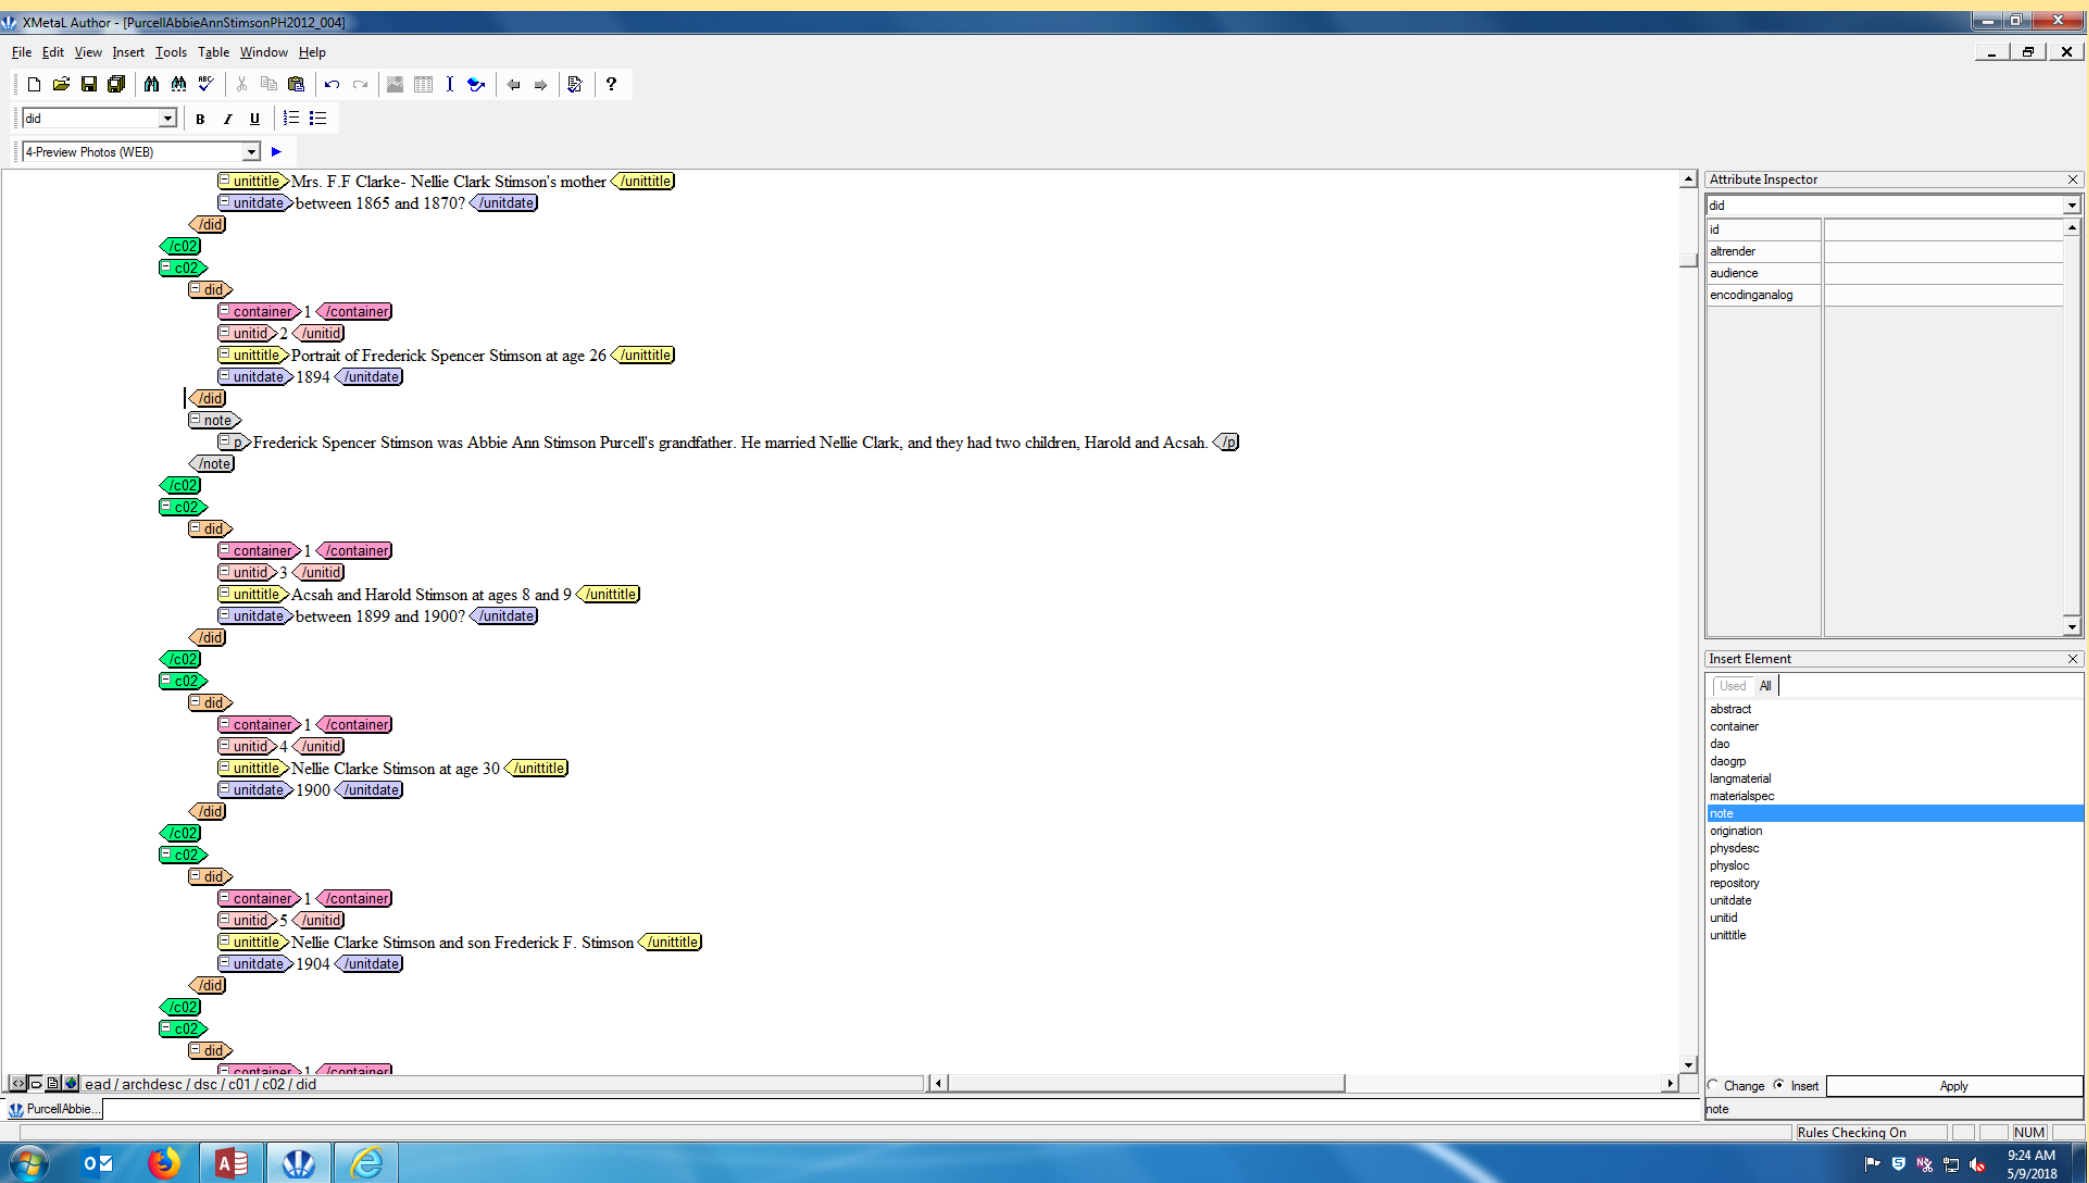 XMetaL Author - [PurcellAbbieAnnStimsonPH2012_004]
File Edit View Insert Tools Table Window Help
did
B I U
4-Preview Photos (WEB)
unittitle Mrs. F.F Clarke- Nellie Clark Stimson's mother /unittitle
unitdate between 1865 and 1870? /unitdate
/did
/c02
c02
did
container 1 /container
unitid 2 /unitid
unittitle Portrait of Frederick Spencer Stimson at age 26 /unittitle
unitdate 1894 /unitdate
/did
note
p Frederick Spencer Stimson was Abbie Ann Stimson Purcell's grandfather. He married Nellie Clark, and they had two children, Harold and Acsah. /p
/note
/c02
c02
did
container 1 /container
unitid 3 /unitid
unittitle Acsah and Harold Stimson at ages 8 and 9 /unittitle
unitdate between 1899 and 1900? /unitdate
/did
/c02
c02
did
container 1 /container
unitid 4 /unitid
unittitle Nellie Clarke Stimson at age 30 /unittitle
unitdate 1900 /unitdate
/did
/c02
c02
did
container 1 /container
unitid 5 /unitid
unittitle Nellie Clarke Stimson and son Frederick F. Stimson /unittitle
unitdate 1904 /unitdate
/did
/c02
c02
did
container 1 /container
ead / archdesc / dsc / c01 / c02 / did
PurcellAbbie...
Attribute Inspector
did
id
altrender
audience
encodinganalog
Insert Element
Used All
abstract
container
dao
daogrp
langmaterial
materialspec
note
origination
physdesc
physloc
repository
unitdate
unitid
unittitle
Change Insert Apply
note
Rules Checking On NUM
9:24 AM
5/9/2018